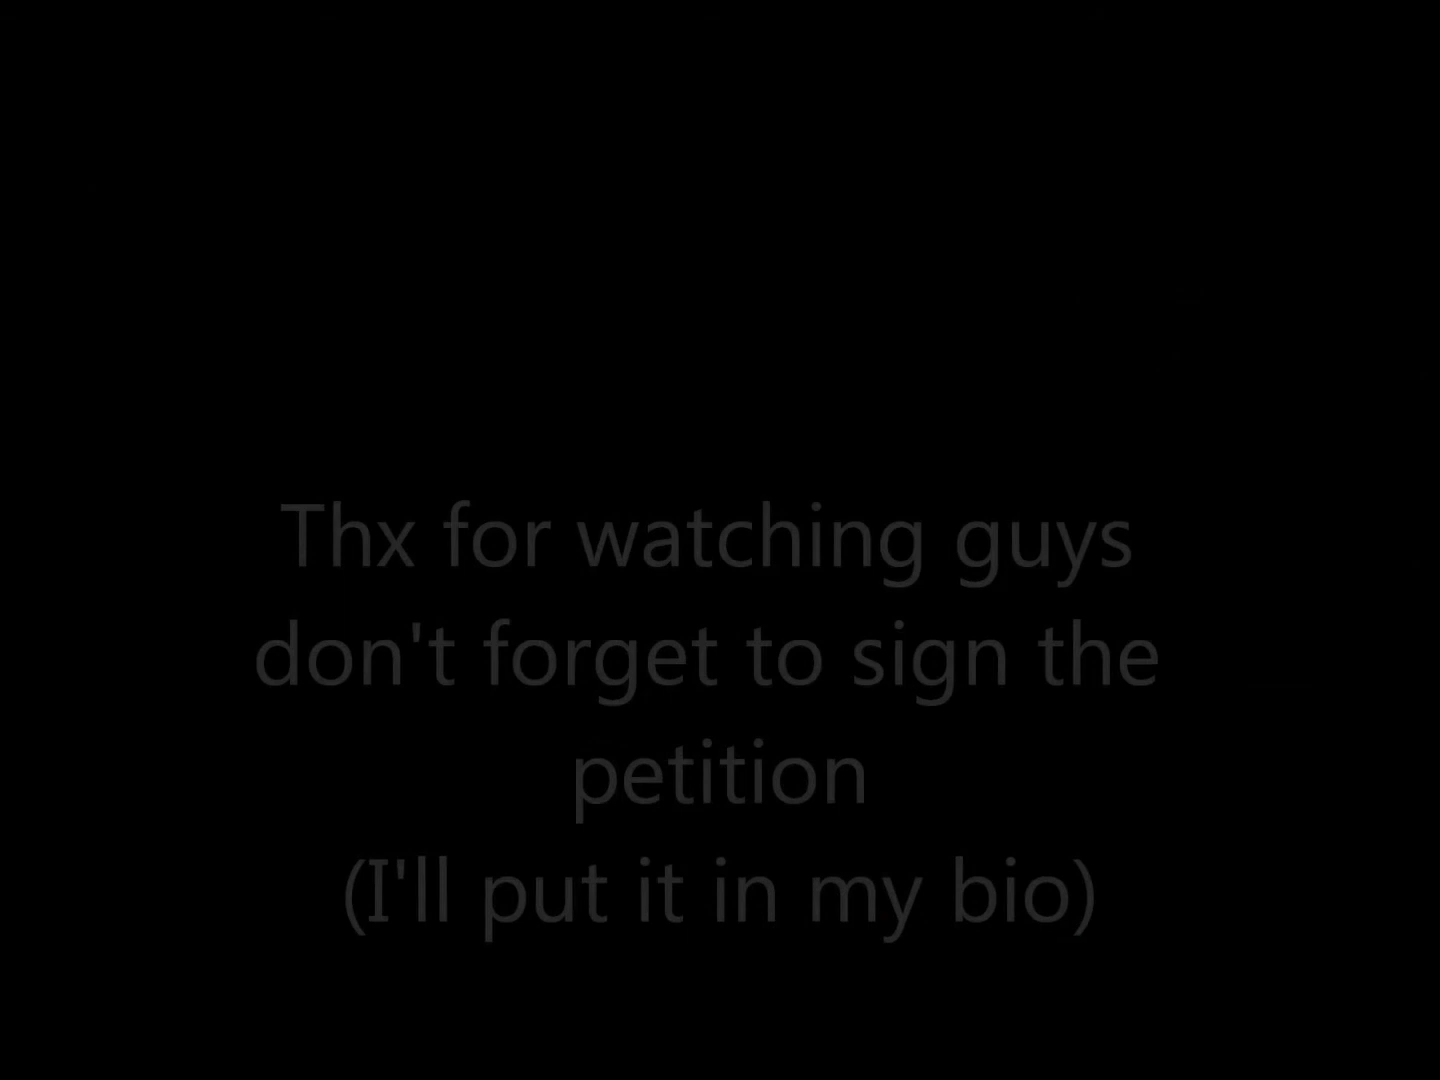 Thx for watching guys
don't forget to sign the
petition
(I'll put it in my bio)